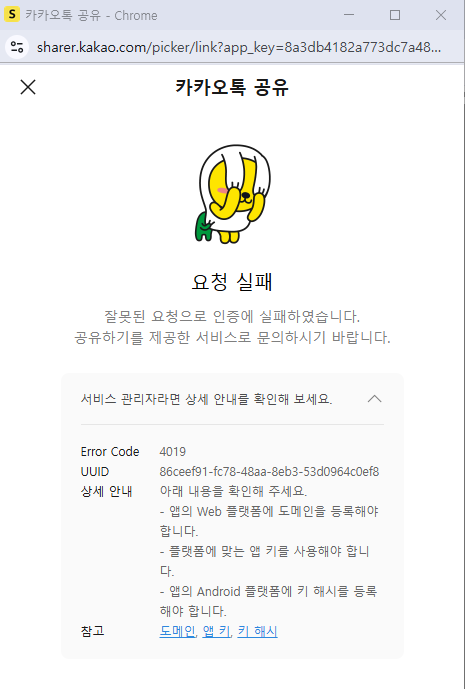 S 카카오톡 공유 - Chrome
sharer.kakao.com/picker/link?app_key=8a3db4182a773dc7a48...
카카오톡 공유
요청 실패
잘못된 요청으로 인증에 실패하였습니다.
공유하기를 제공한 서비스로 문의하시기 바랍니다.
서비스 관리자라면 상세 안내를 확인해 보세요.
Error Code 4019
UUID 86ceef91-fc78-48aa-8eb3-53d0964c0ef8
상세 안내 아래 내용을 확인해 주세요.
- 앱의 Web 플랫폼에 도메인을 등록해야
합니다.
- 플랫폼에 맞는 앱 키를 사용해야 합니
다.
- 앱의 Android 플랫폼에 키 해시를 등록
해야 합니다.
참고 도메인, 앱 키, 키 해시